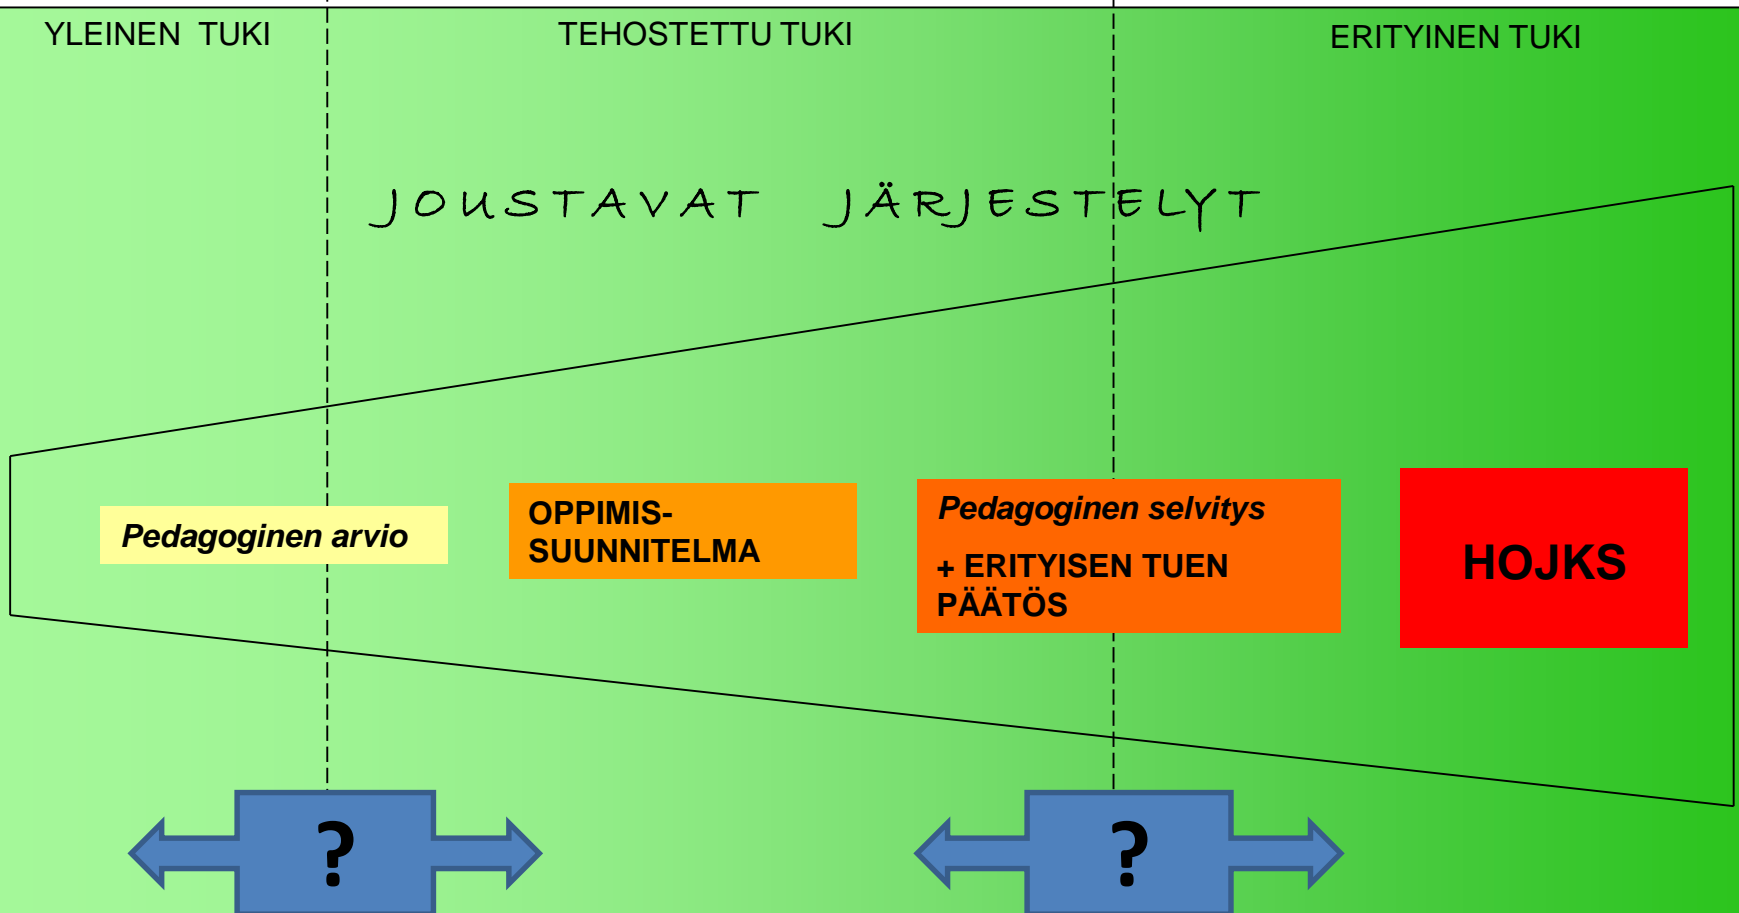 YLEINEN TUKI
TEHOSTETTU TUKI
ERITYINEN TUKI
JOUSTAVAT JÄRJESTELYT
Pedagoginen arvio
OPPIMIS-
SUUNNITELMA
Pedagoginen selvitys
+ ERITYISEN TUEN
PÄÄTÖS
HOJKS
?
?